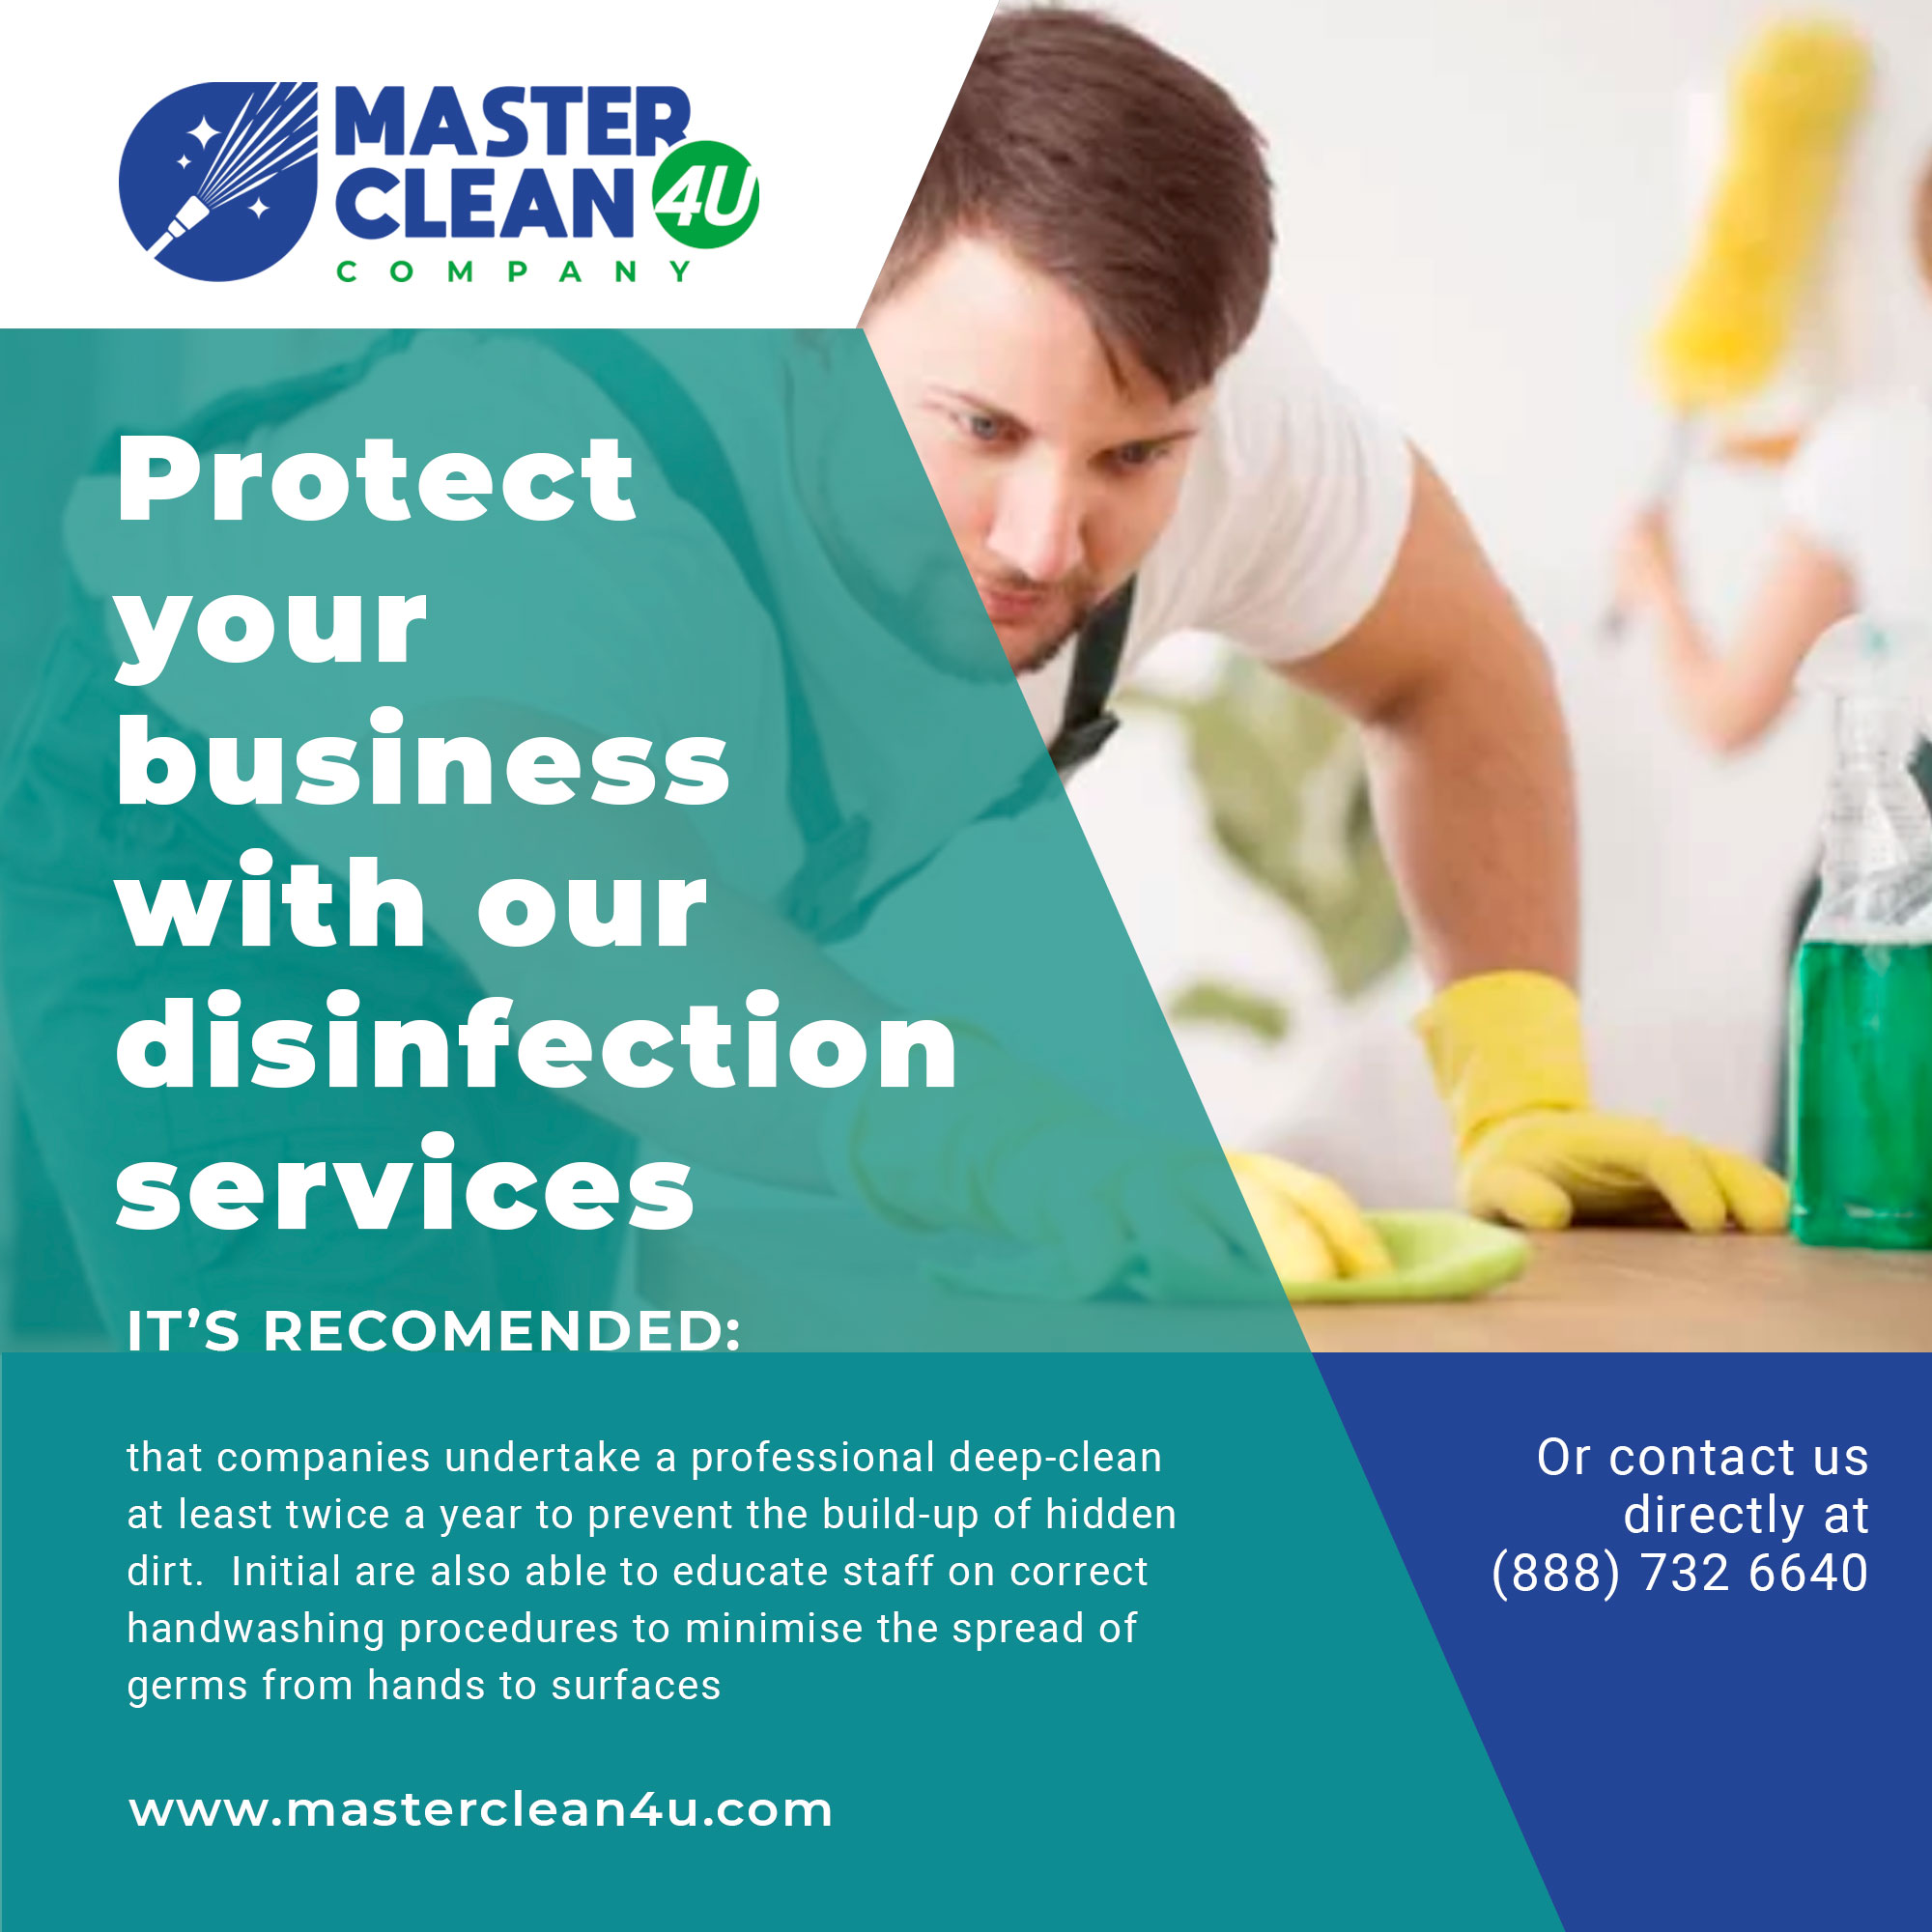 MASTER
CLEAN 4U
COMPANY
Protect
your
business
with our
disinfection
services
IT’S RECOMENDED:
that companies undertake a professional deep-clean
at least twice a year to prevent the build-up of hidden
dirt.  Initial are also able to educate staff on correct
handwashing procedures to minimise the spread of
germs from hands to surfaces
www.masterclean4u.com
Or contact us
directly at
(888) 732 6640